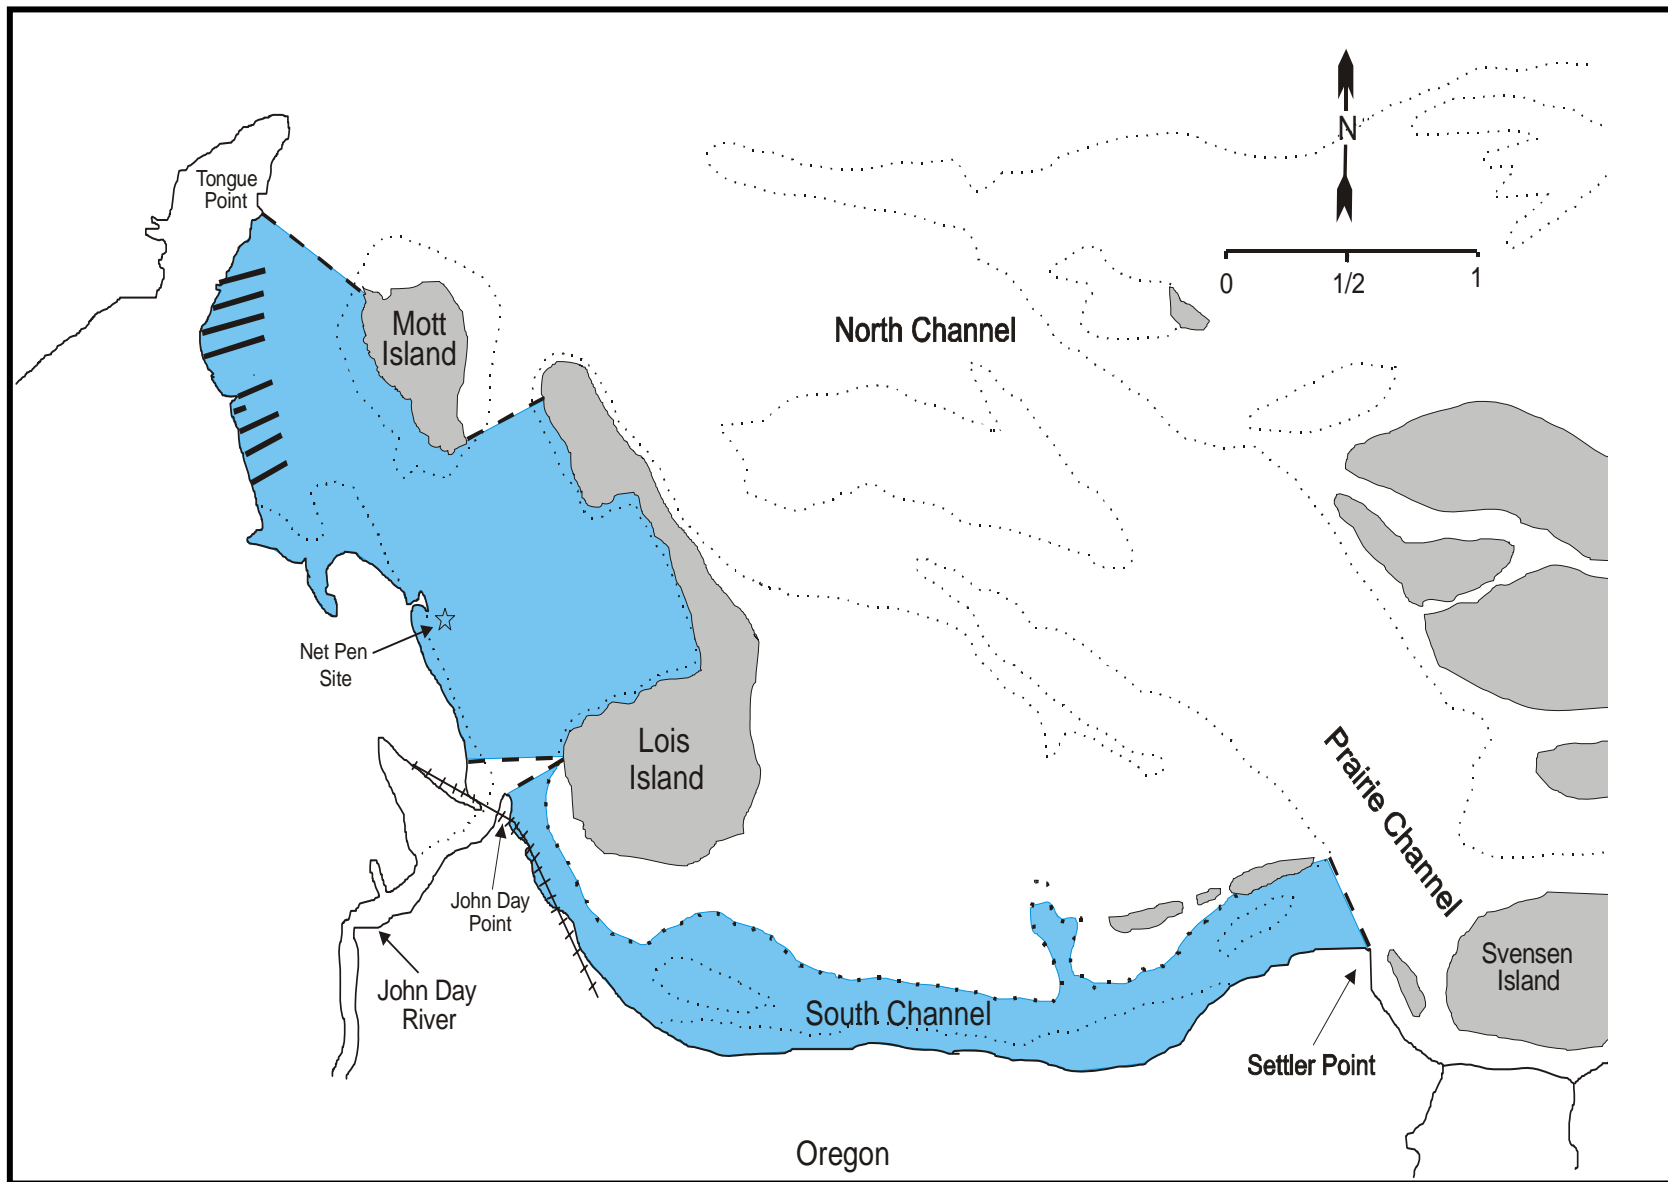 N
0
1/2
1
Tongue
Point
Mott
Island
North Channel
Net Pen
Site
Lois
Island
Prairie Channel
John Day
Point
John Day
River
South Channel
Svensen
Island
Settler Point
Oregon